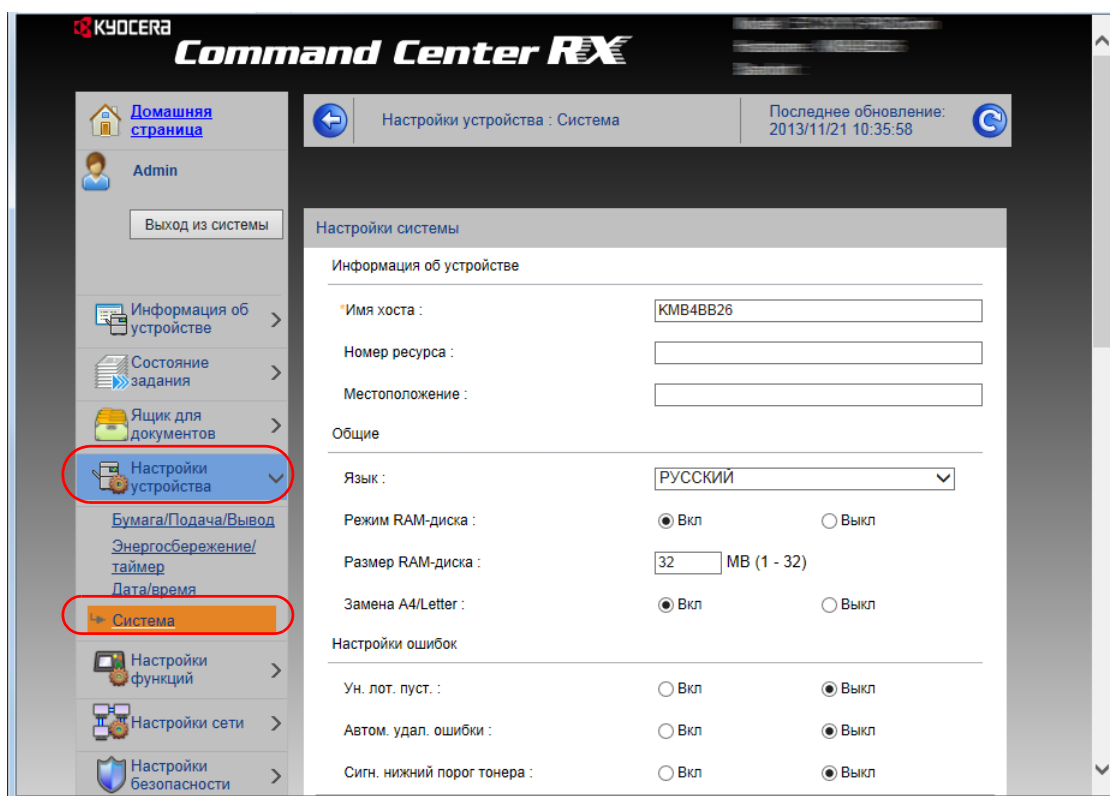 KYOCERA
Command Center RX
Домашняя
страница
Admin
Выход из системы
Информация об
устройстве
Состояние
задания
Ящик для
документов
Настройки
устройства
Бумага/Подача/Вывод
Энергосбережение/
таймер
Дата/время
Система
Настройки
функций
Настройки сети
Настройки
безопасности
Настройки устройства : Система
Последнее обновление:
2013/11/21 10:35:58
Настройки системы
Информация об устройстве
*Имя хоста : KMB4BB26
Номер ресурса :
Местоположение :
Общие
Язык : РУССКИЙ
Режим RAM-диска : Вкл Выкл
Размер RAM-диска : 32 MB (1 - 32)
Замена A4/Letter : Вкл Выкл
Настройки ошибок
Ун. лот. пуст. : Вкл Выкл
Автом. удал. ошибки : Вкл Выкл
Сигн. нижний порог тонера : Вкл Выкл